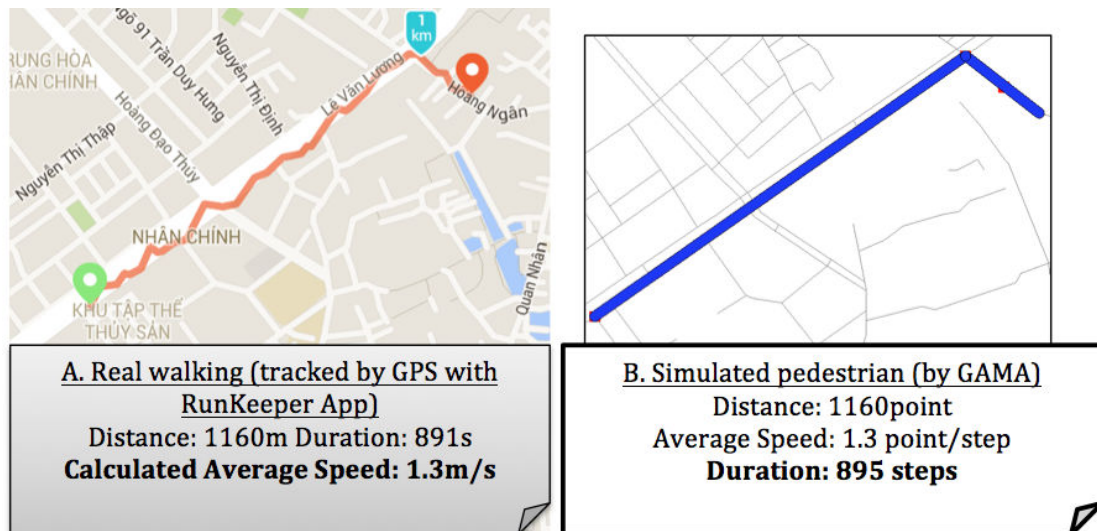 1
km
Ngõ 91 Trần Duy Hưng
RUNG HÒA
HÂN CHÍNH
Nguyễn Thị Định
Lê Văn Lương
Hoàng Ngân
Hoàng Đạo Thúy
Nguyễn Thị Thập
NHÂN CHÍNH
Quan Nhân
KHU TẬP THỂ
THỦY SẢN
A. Real walking (tracked by GPS with
RunKeeper App)
Distance: 1160m Duration: 891s
Calculated Average Speed: 1.3m/s
B. Simulated pedestrian (by GAMA)
Distance: 1160point
Average Speed: 1.3 point/step
Duration: 895 steps